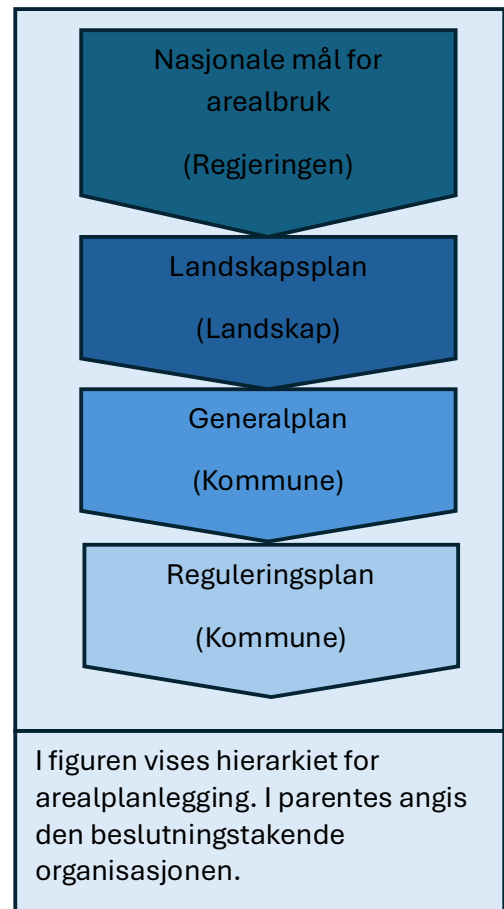 Nasjonale mål for
arealbruk
(Regjeringen)
Landskapsplan
(Landskap)
Generalplan
(Kommune)
Reguleringsplan
(Kommune)
I figuren vises hierarkiet for
arealplanlegging. I parentes angis
den beslutningstakende
organisasjonen.